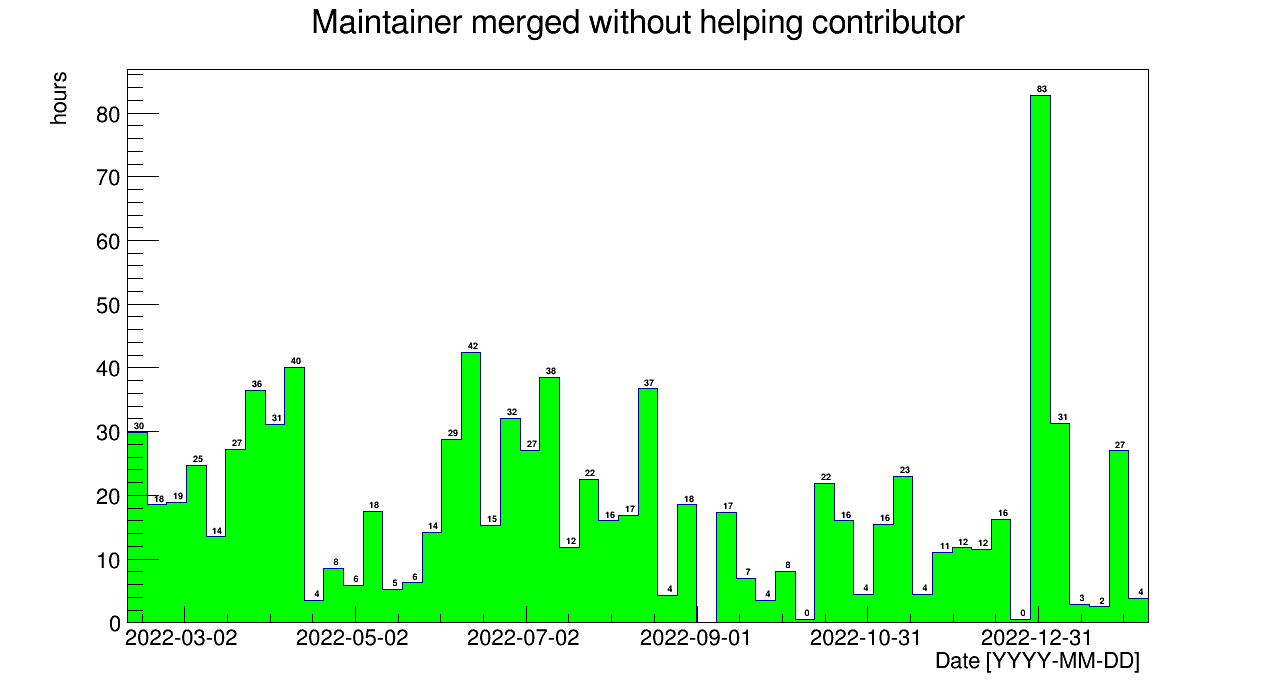 Maintainer merged without helping contributor
hours
80
70
60
50
40
30
20
10
0
30 18 19 25 14 27 36 31 40 4 8 6 18 5 6 14 29 42 15 32 27 38 12 22 16 17 37 4 18 17 7 4 8 0 22 16 4 16 23 4 11 12 12 16 0 83 31 3 2 27 4
2022-03-02 2022-05-02 2022-07-02 2022-09-01 2022-10-31 2022-12-31
Date [YYYY-MM-DD]